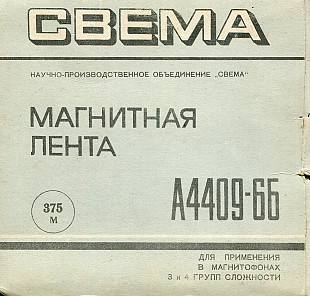 СВЕМА
НАУЧНО-ПРОИЗВОДСТВЕННОЕ ОБЪЕДИНЕНИЕ „СВЕМА"
МАГНИТНАЯ
ЛЕНТА
375
М
А4409-6Б
ДЛЯ ПРИМЕНЕНИЯ
В МАГНИТОФОНАХ
3 и 4 ГРУПП СЛОЖНОСТИ